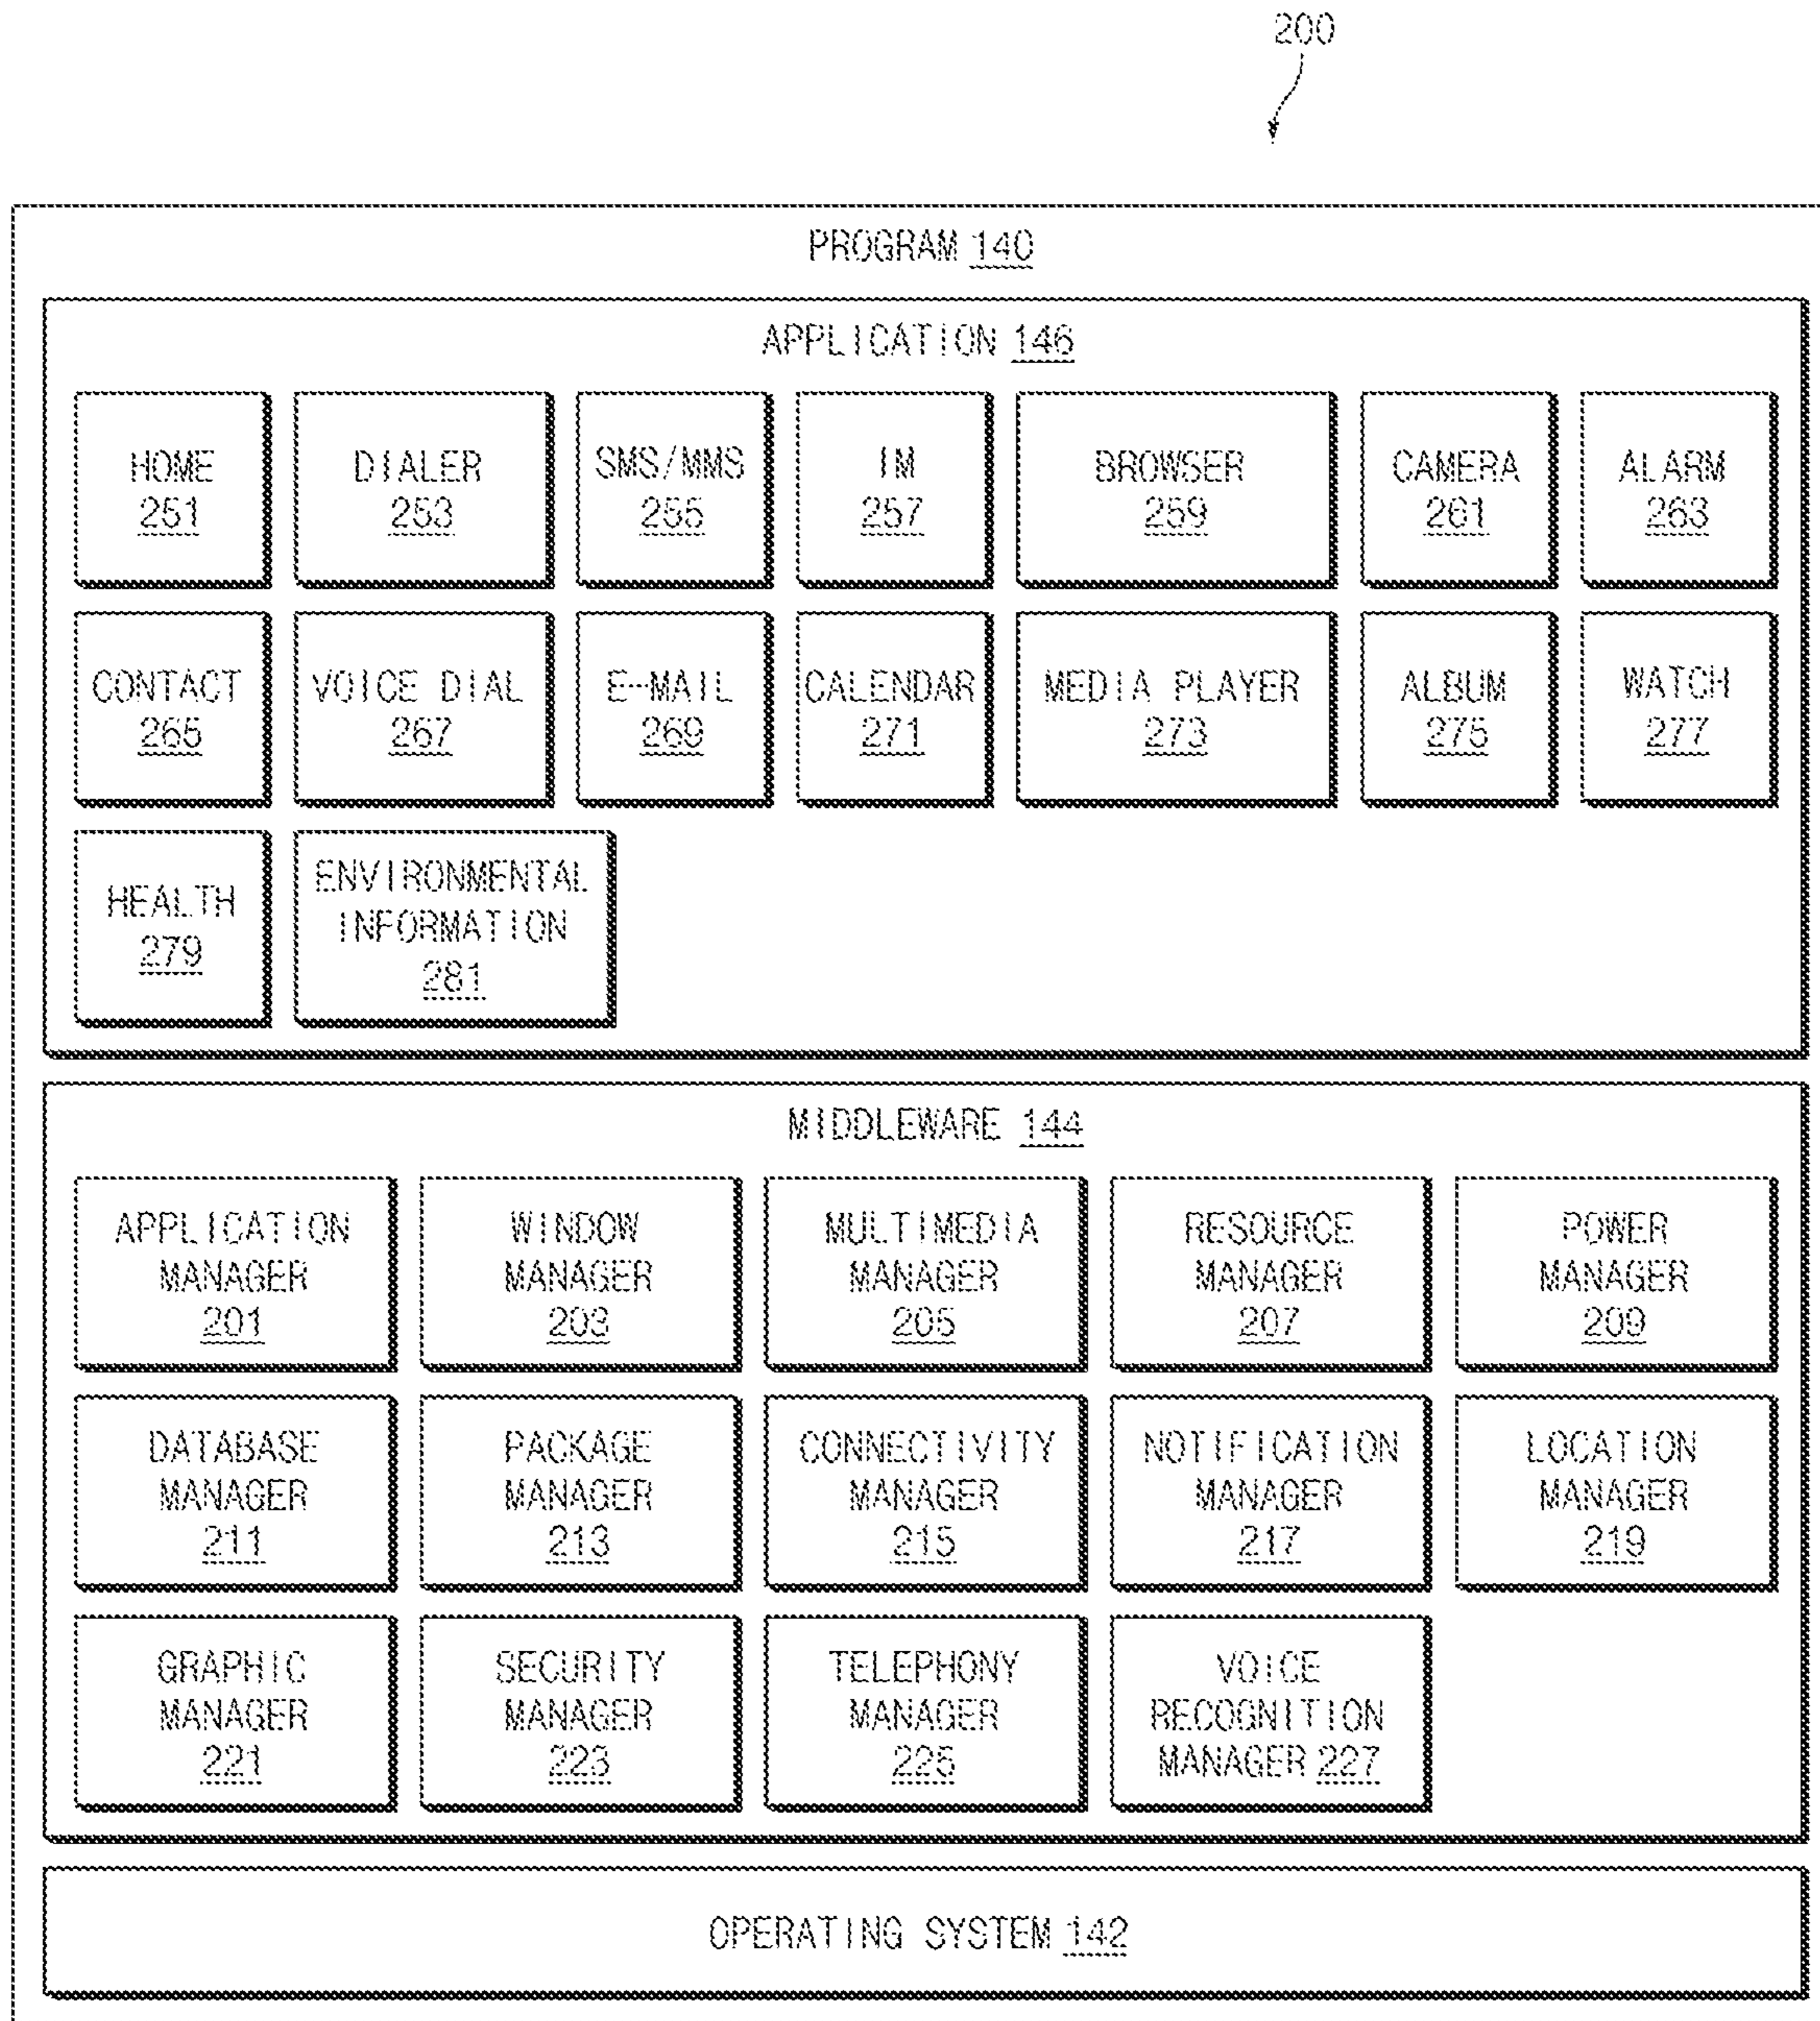 200
PROGRAM 140
APPLICATION 146
HOME
251
DIALER
253
SMS/MMS
255
IM
257
BROWSER
259
CAMERA
261
ALARM
263
CONTACT
265
VOICE DIAL
267
E-MAIL
269
CALENDAR
271
MEDIA PLAYER
273
ALBUM
275
WATCH
277
HEALTH
279
ENVIRONMENTAL
INFORMATION
281
MIDDLEWARE 144
APPLICATION
MANAGER
201
WINDOW
MANAGER
203
MULTIMEDIA
MANAGER
205
RESOURCE
MANAGER
207
POWER
MANAGER
209
DATABASE
MANAGER
211
PACKAGE
MANAGER
213
CONNECTIVITY
MANAGER
215
NOTIFICATION
MANAGER
217
LOCATION
MANAGER
219
GRAPHIC
MANAGER
221
SECURITY
MANAGER
223
TELEPHONY
MANAGER
225
VOICE
RECOGNITION
MANAGER 227
OPERATING SYSTEM 142